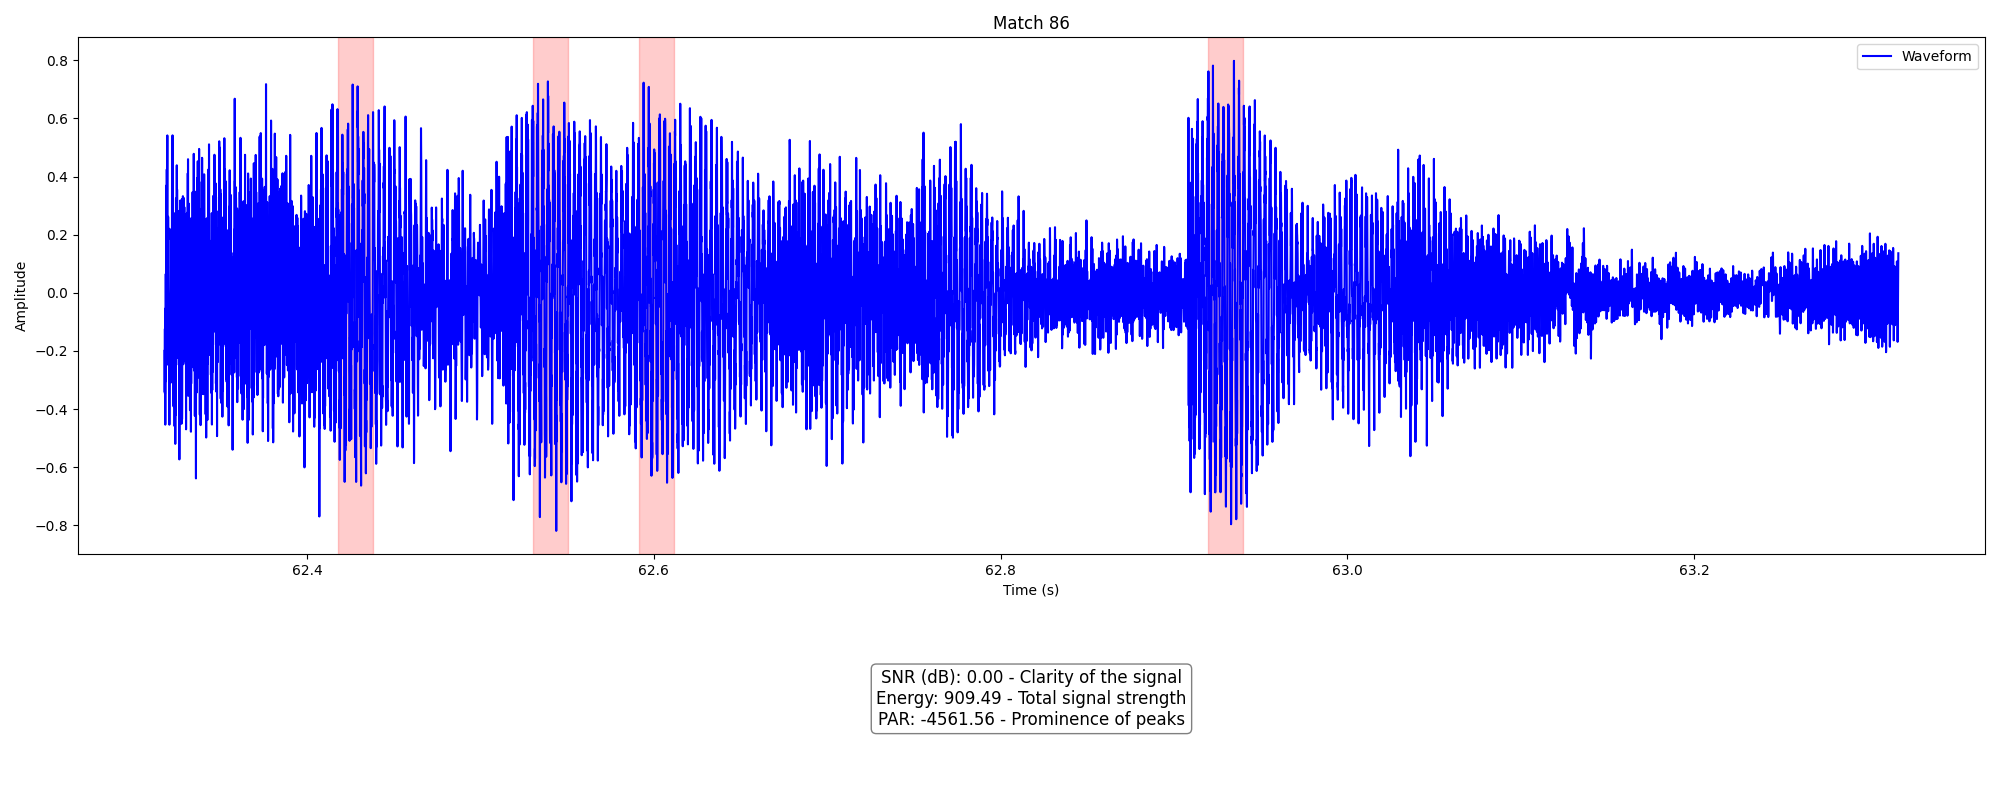 Match 86
Waveform
0.8
0.6
0.4
0.2
0.0
−0.2
−0.4
−0.6
−0.8
Amplitude
62.4 62.6 62.8 63.0 63.2
Time (s)
SNR (dB): 0.00 - Clarity of the signal
Energy: 909.49 - Total signal strength
PAR: -4561.56 - Prominence of peaks